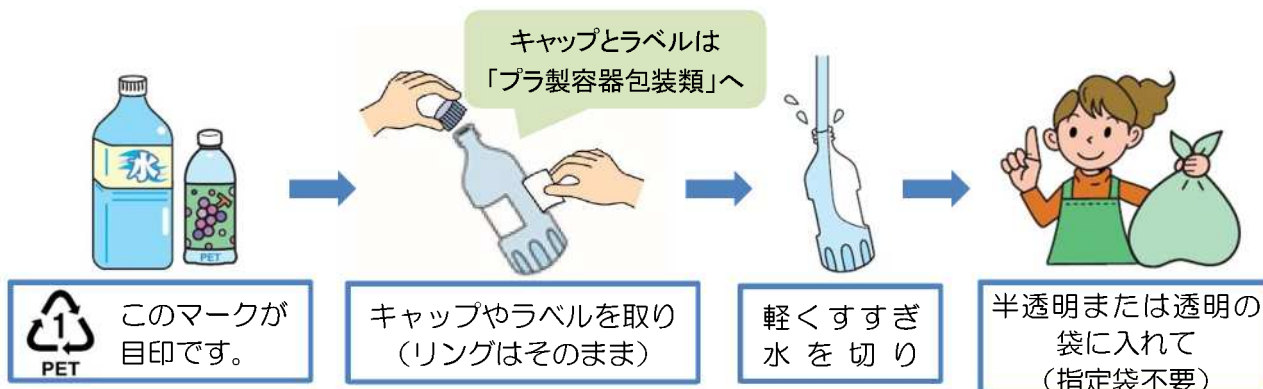 キャップとラベルは
「プラ製容器包装類」へ
水
PET
1
PET
このマークが
目印です。
キャップやラベルを取り
（リングはそのまま）
軽くすすぎ
水を切り
半透明または透明の
袋に入れて
（指定袋不要）